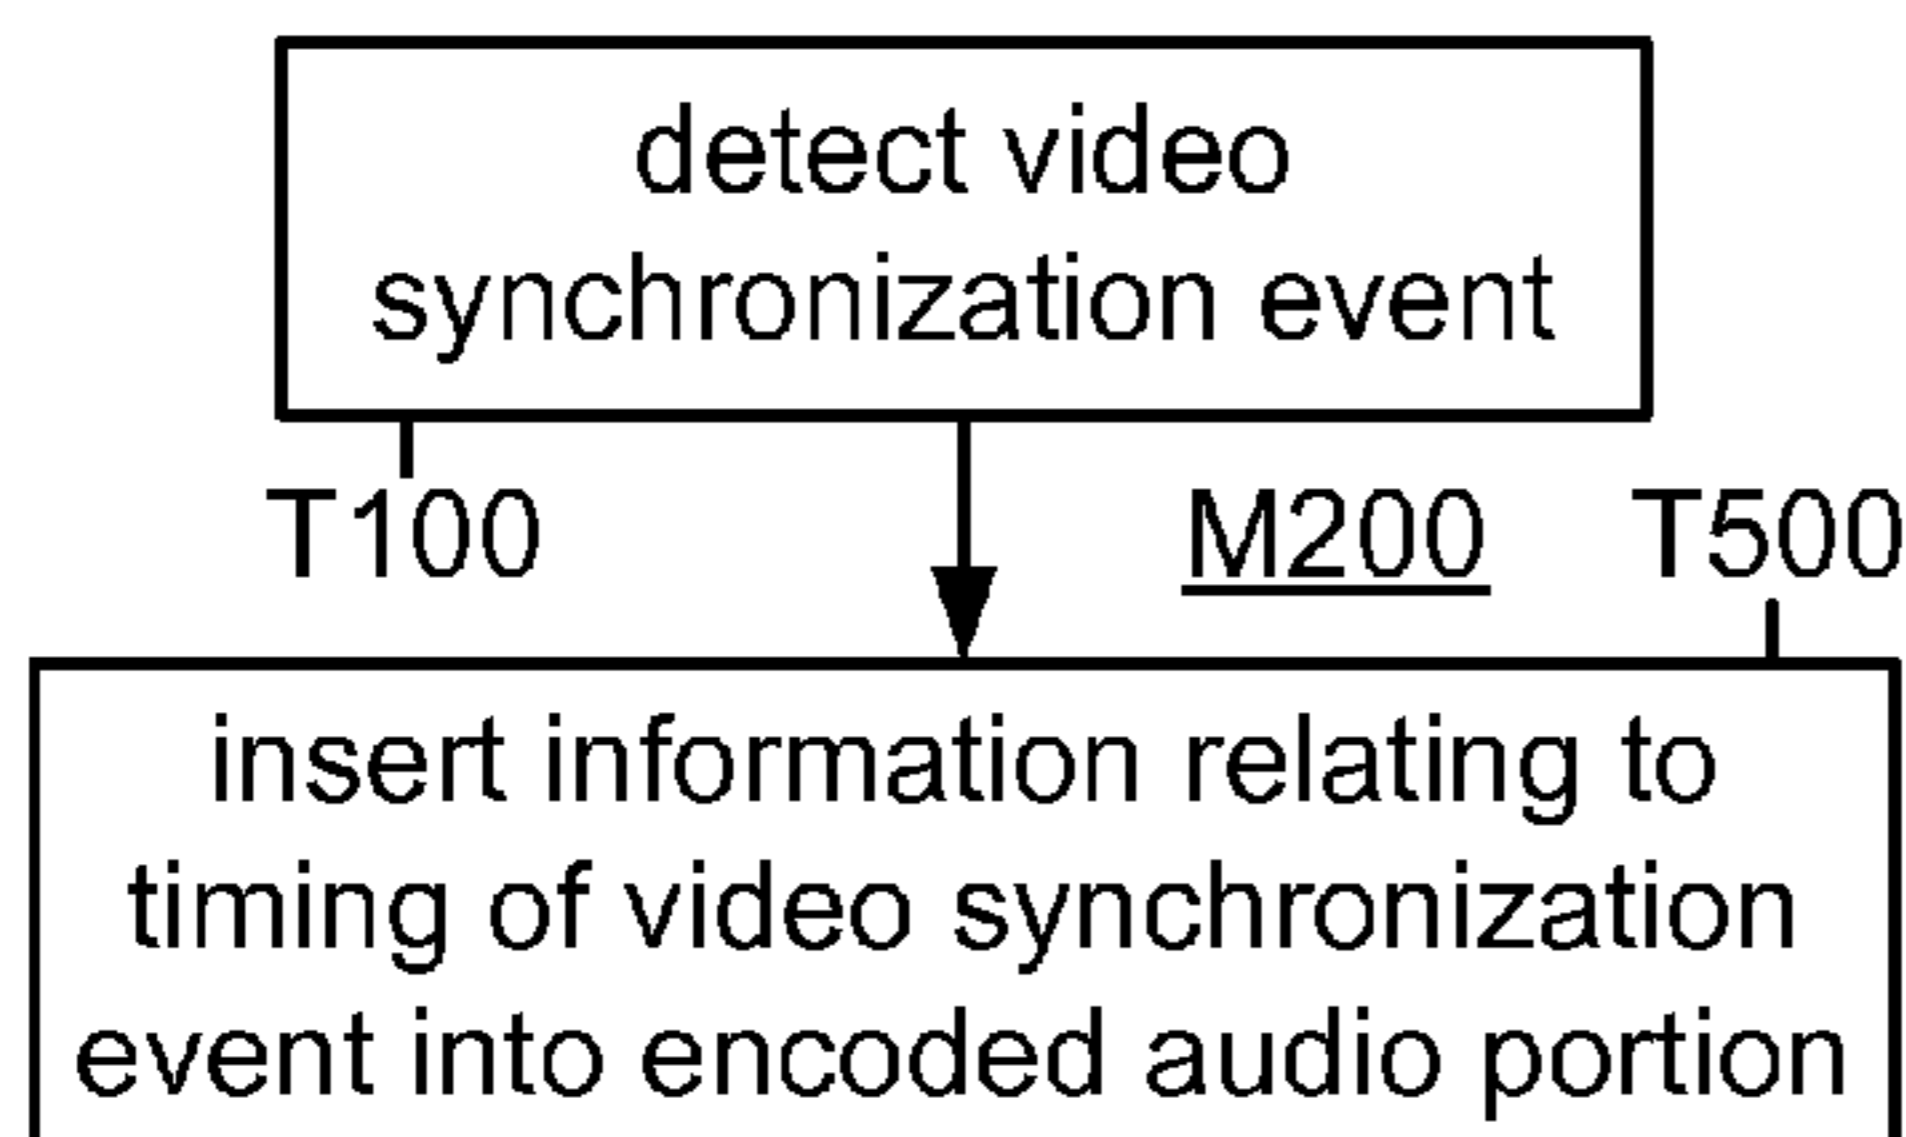 detect video
synchronization event
T100
M200
T500
insert information relating to
timing of video synchronization
event into encoded audio portion